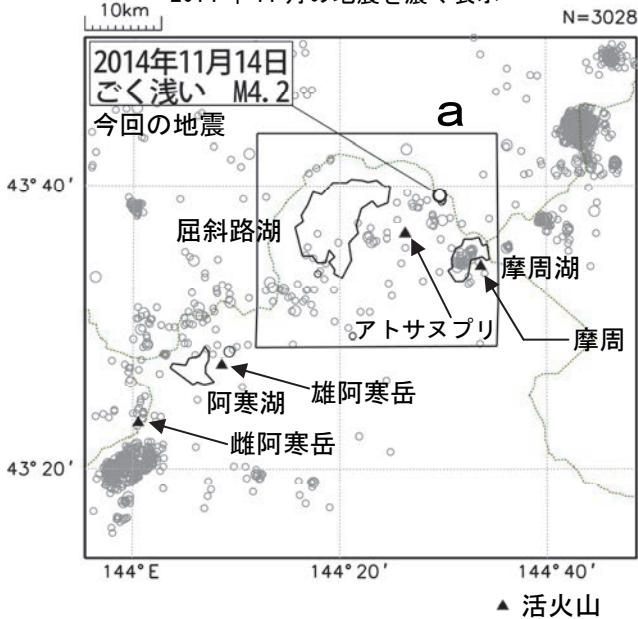 10km
N=3028
2014年11月14日
ごく浅い M4.2
今回の地震
a
43°40′
屈斜路湖
摩周湖
アトサヌプリ
摩周
阿寒湖
雄阿寒岳
雌阿寒岳
43°20′
144°E
144°20′
144°40′
▲ 活火山